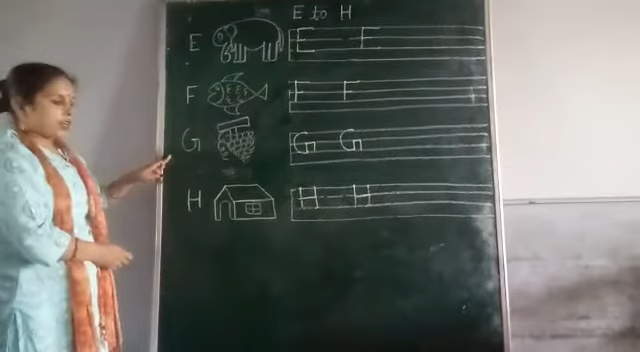 E to H
E E E
F F F
G G G
H H H